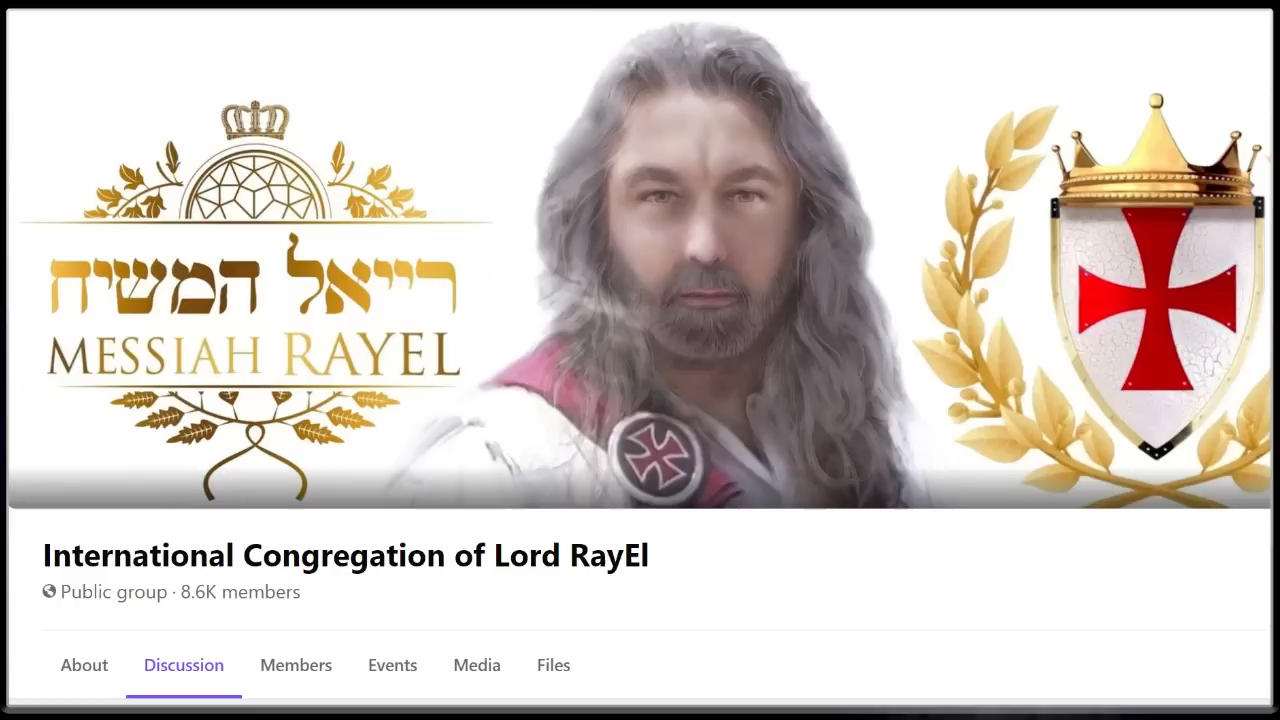 רייאל המשיח
MESSIAH RAYEL
International Congregation of Lord RayEl
Public group · 8.6K members
About Discussion Members Events Media Files